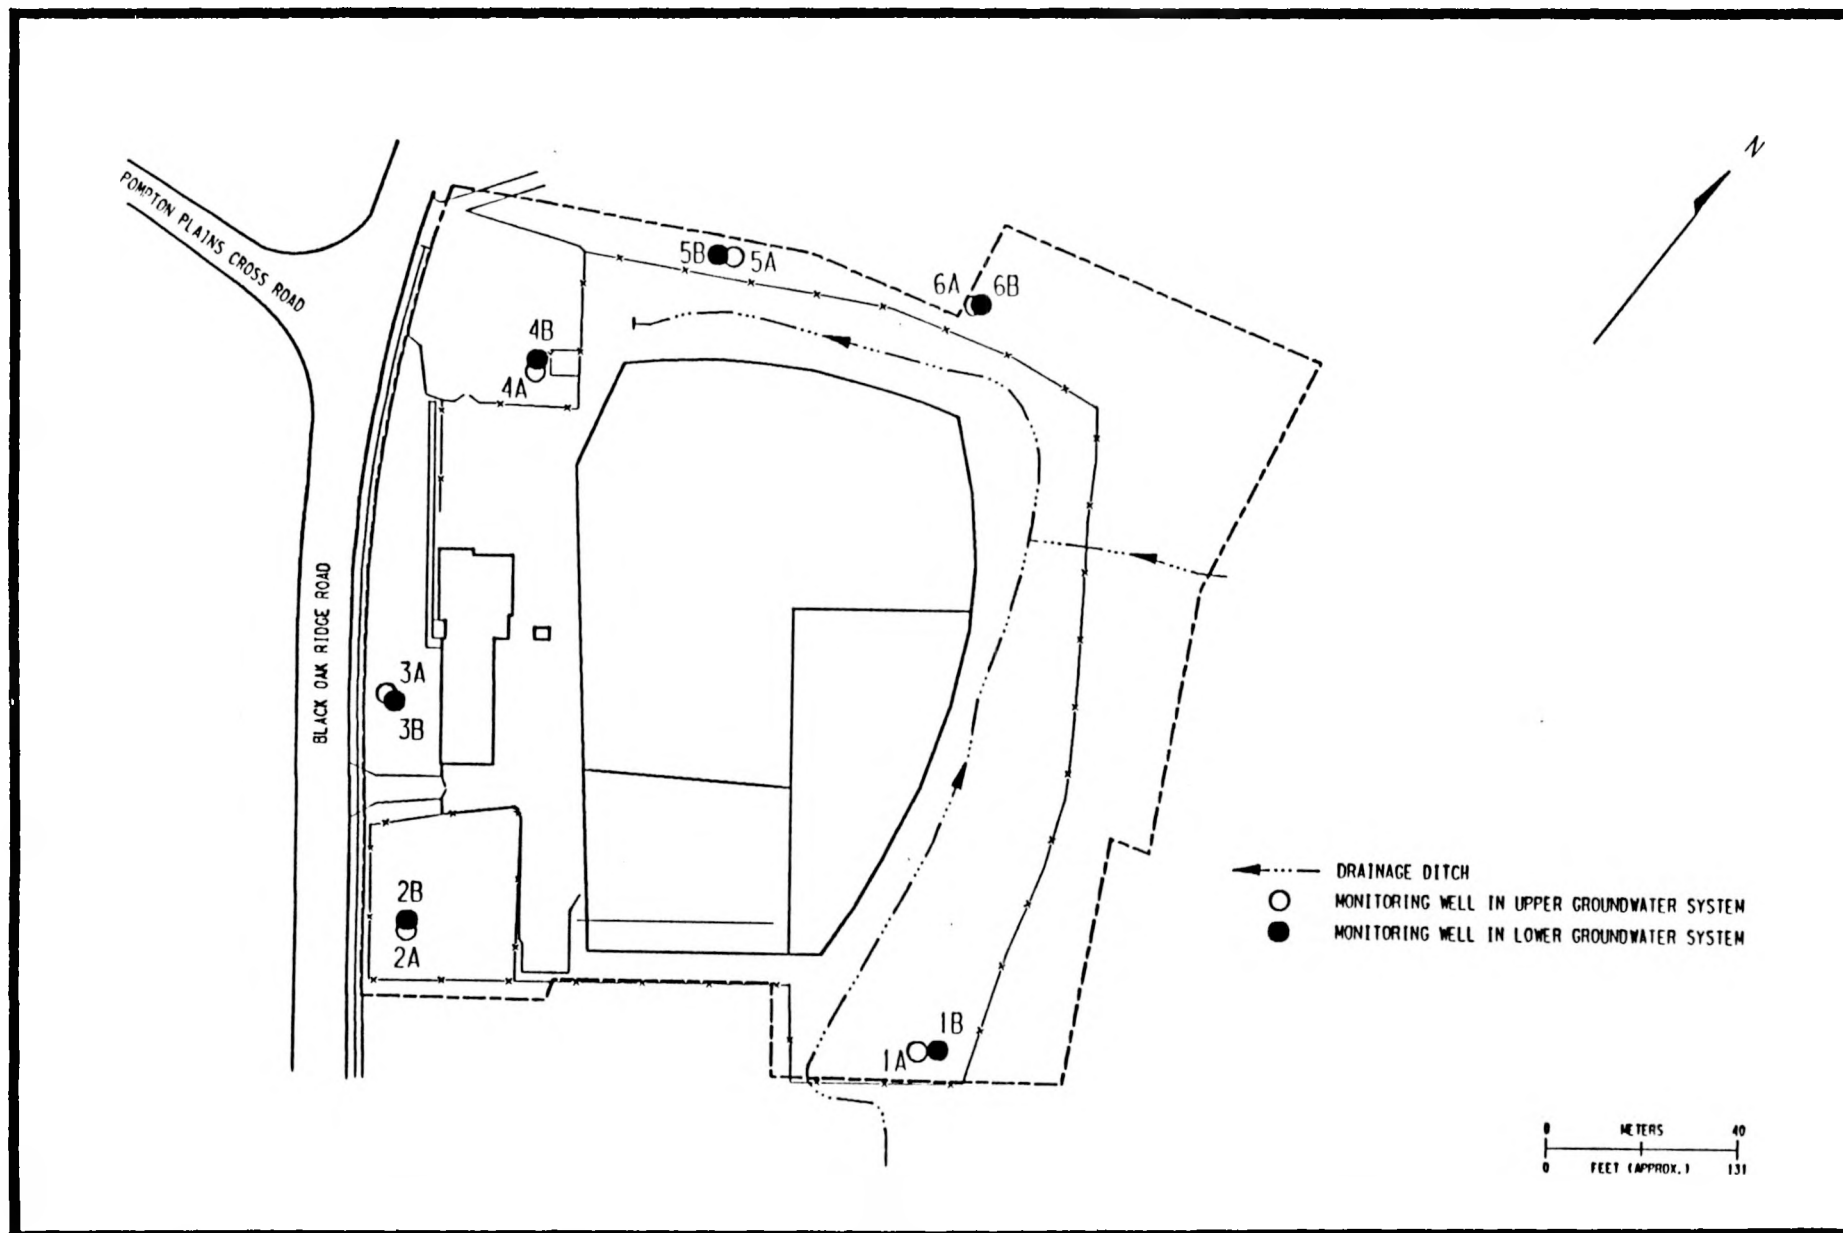 N
POMPTON PLAINS CROSS ROAD
5B 5A
6A 6B
4B
4A
BLACK OAK RIDGE ROAD
3A
3B
2B
2A
1B
1A
DRAINAGE DITCH
MONITORING WELL IN UPPER GROUNDWATER SYSTEM
MONITORING WELL IN LOWER GROUNDWATER SYSTEM
0 METERS 40
0 FEET (APPROX.) 131